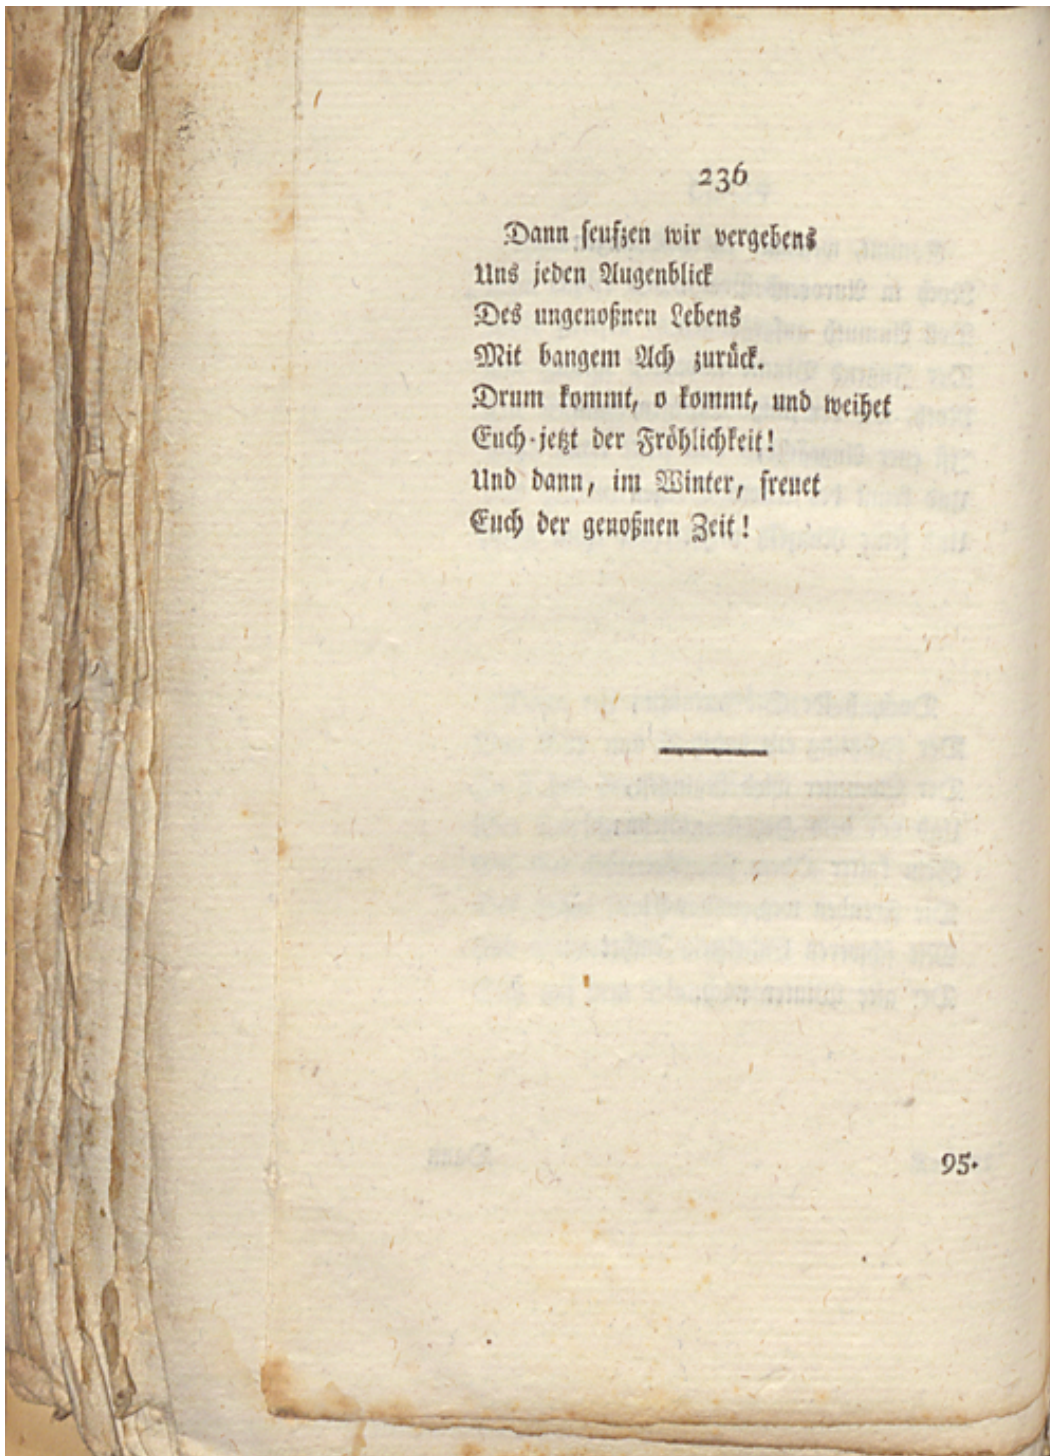 236
Dann seufzen wir vergebens
Uns jeden Augenblick
Des ungenoßnen Lebens
Mit bangem Ach zurück.
Drum kommt, o kommt, und weihet
Euch jetzt der Fröhlichkeit!
Und dann, im Winter, freuet
Euch der genoßnen Zeit!
95.